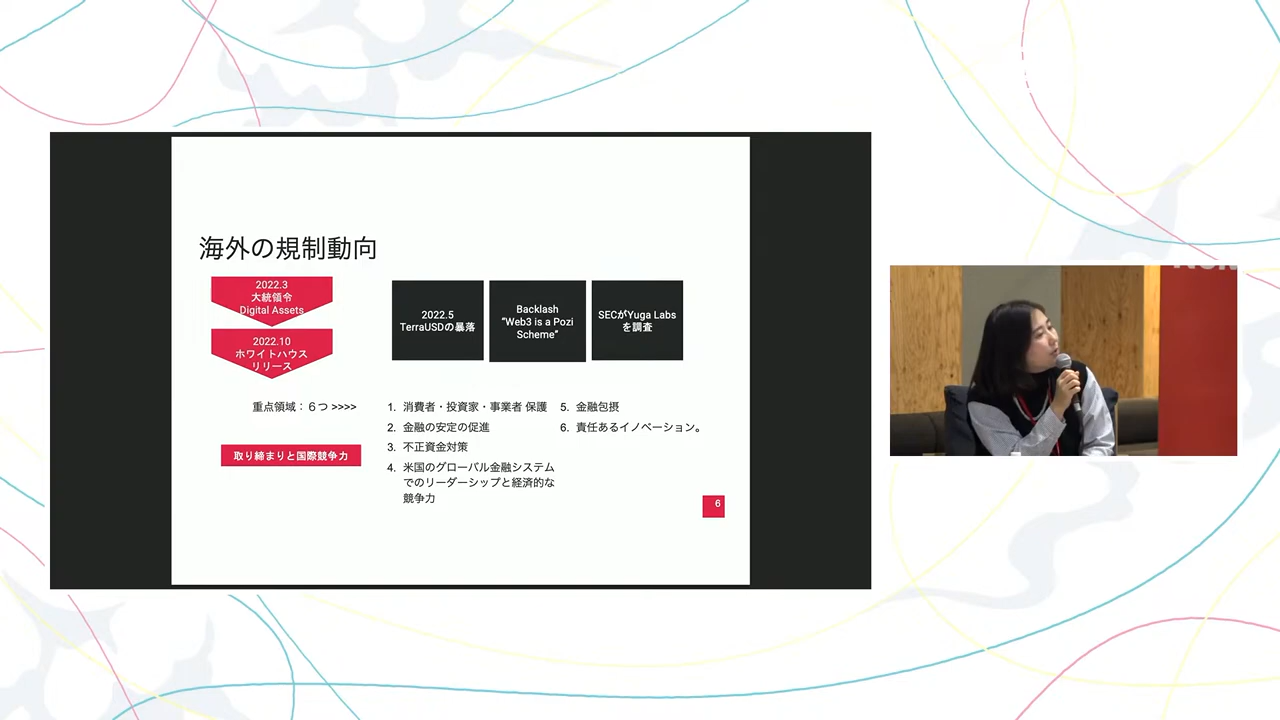 海外の規制動向
2022.3
大統領令
Digital Assets
2022.10
ホワイトハウス
リリース
2022.5
TerraUSDの暴落
Backlash
“Web3 is a Pozi
Scheme”
SECがYuga Labs
を調査
重点領域：６つ >>>>
取り締まりと国際競争力
1. 消費者・投資家・事業者 保護
2. 金融の安定の促進
3. 不正資金対策
4. 米国のグローバル金融システム
でのリーダーシップと経済的な
競争力
5. 金融包摂
6. 責任あるイノベーション。
6